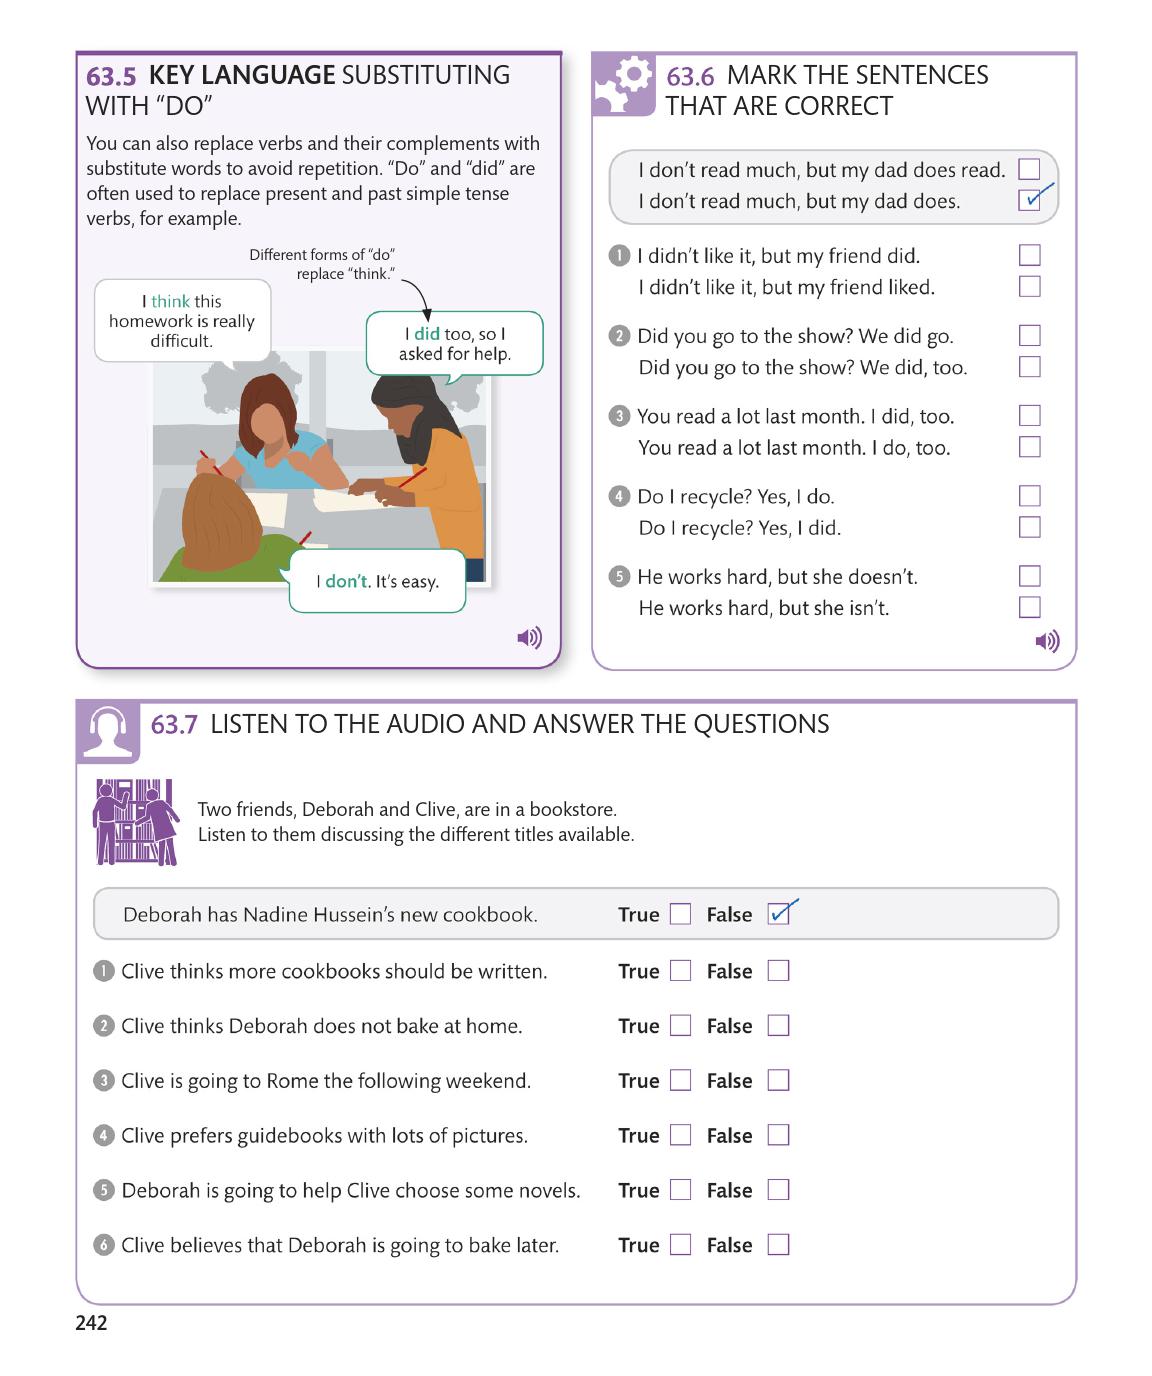 63.5 KEY LANGUAGE SUBSTITUTING
WITH “DO”
You can also replace verbs and their complements with
substitute words to avoid repetition. “Do” and “did” are
often used to replace present and past simple tense
verbs, for example.
Different forms of “do”
replace “think.”
I think this
homework is really
difficult.
I did too, so I
asked for help.
I don’t. It’s easy.
63.6 MARK THE SENTENCES
THAT ARE CORRECT
I don’t read much, but my dad does read.
I don’t read much, but my dad does.
1 I didn’t like it, but my friend did.
I didn’t like it, but my friend liked.
2 Did you go to the show? We did go.
Did you go to the show? We did, too.
3 You read a lot last month. I did, too.
You read a lot last month. I do, too.
4 Do I recycle? Yes, I do.
Do I recycle? Yes, I did.
5 He works hard, but she doesn’t.
He works hard, but she isn’t.
63.7 LISTEN TO THE AUDIO AND ANSWER THE QUESTIONS
Two friends, Deborah and Clive, are in a bookstore.
Listen to them discussing the different titles available.
Deborah has Nadine Hussein’s new cookbook. True False
1 Clive thinks more cookbooks should be written. True False
2 Clive thinks Deborah does not bake at home. True False
3 Clive is going to Rome the following weekend. True False
4 Clive prefers guidebooks with lots of pictures. True False
5 Deborah is going to help Clive choose some novels. True False
6 Clive believes that Deborah is going to bake later. True False
242